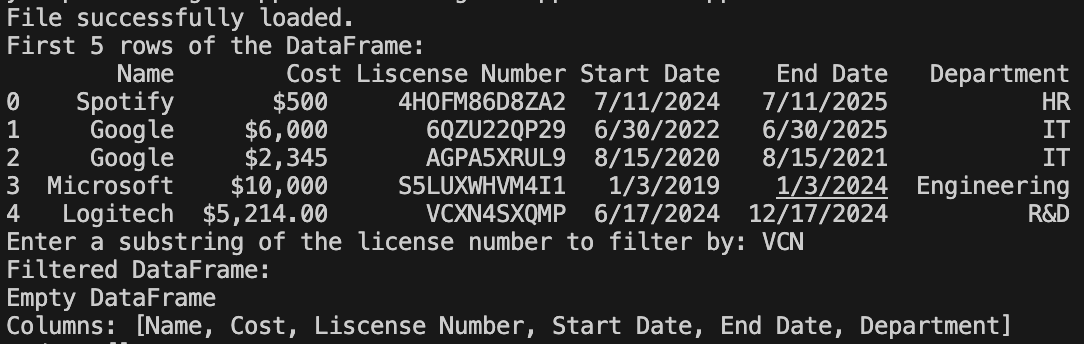 File successfully loaded.
First 5 rows of the DataFrame:
Name Cost Liscense Number Start Date End Date Department
0 Spotify $500 4HOFM86D8ZA2 7/11/2024 7/11/2025 HR
1 Google $6,000 6QZU22QP29 6/30/2022 6/30/2025 IT
2 Google $2,345 AGPA5XRUL9 8/15/2020 8/15/2021 IT
3 Microsoft $10,000 S5LUXWHVM4I1 1/3/2019 1/3/2024 Engineering
4 Logitech $5,214.00 VCXN4SXQMP 6/17/2024 12/17/2024 R&D
Enter a substring of the license number to filter by: VCN
Filtered DataFrame:
Empty DataFrame
Columns: [Name, Cost, Liscense Number, Start Date, End Date, Department]